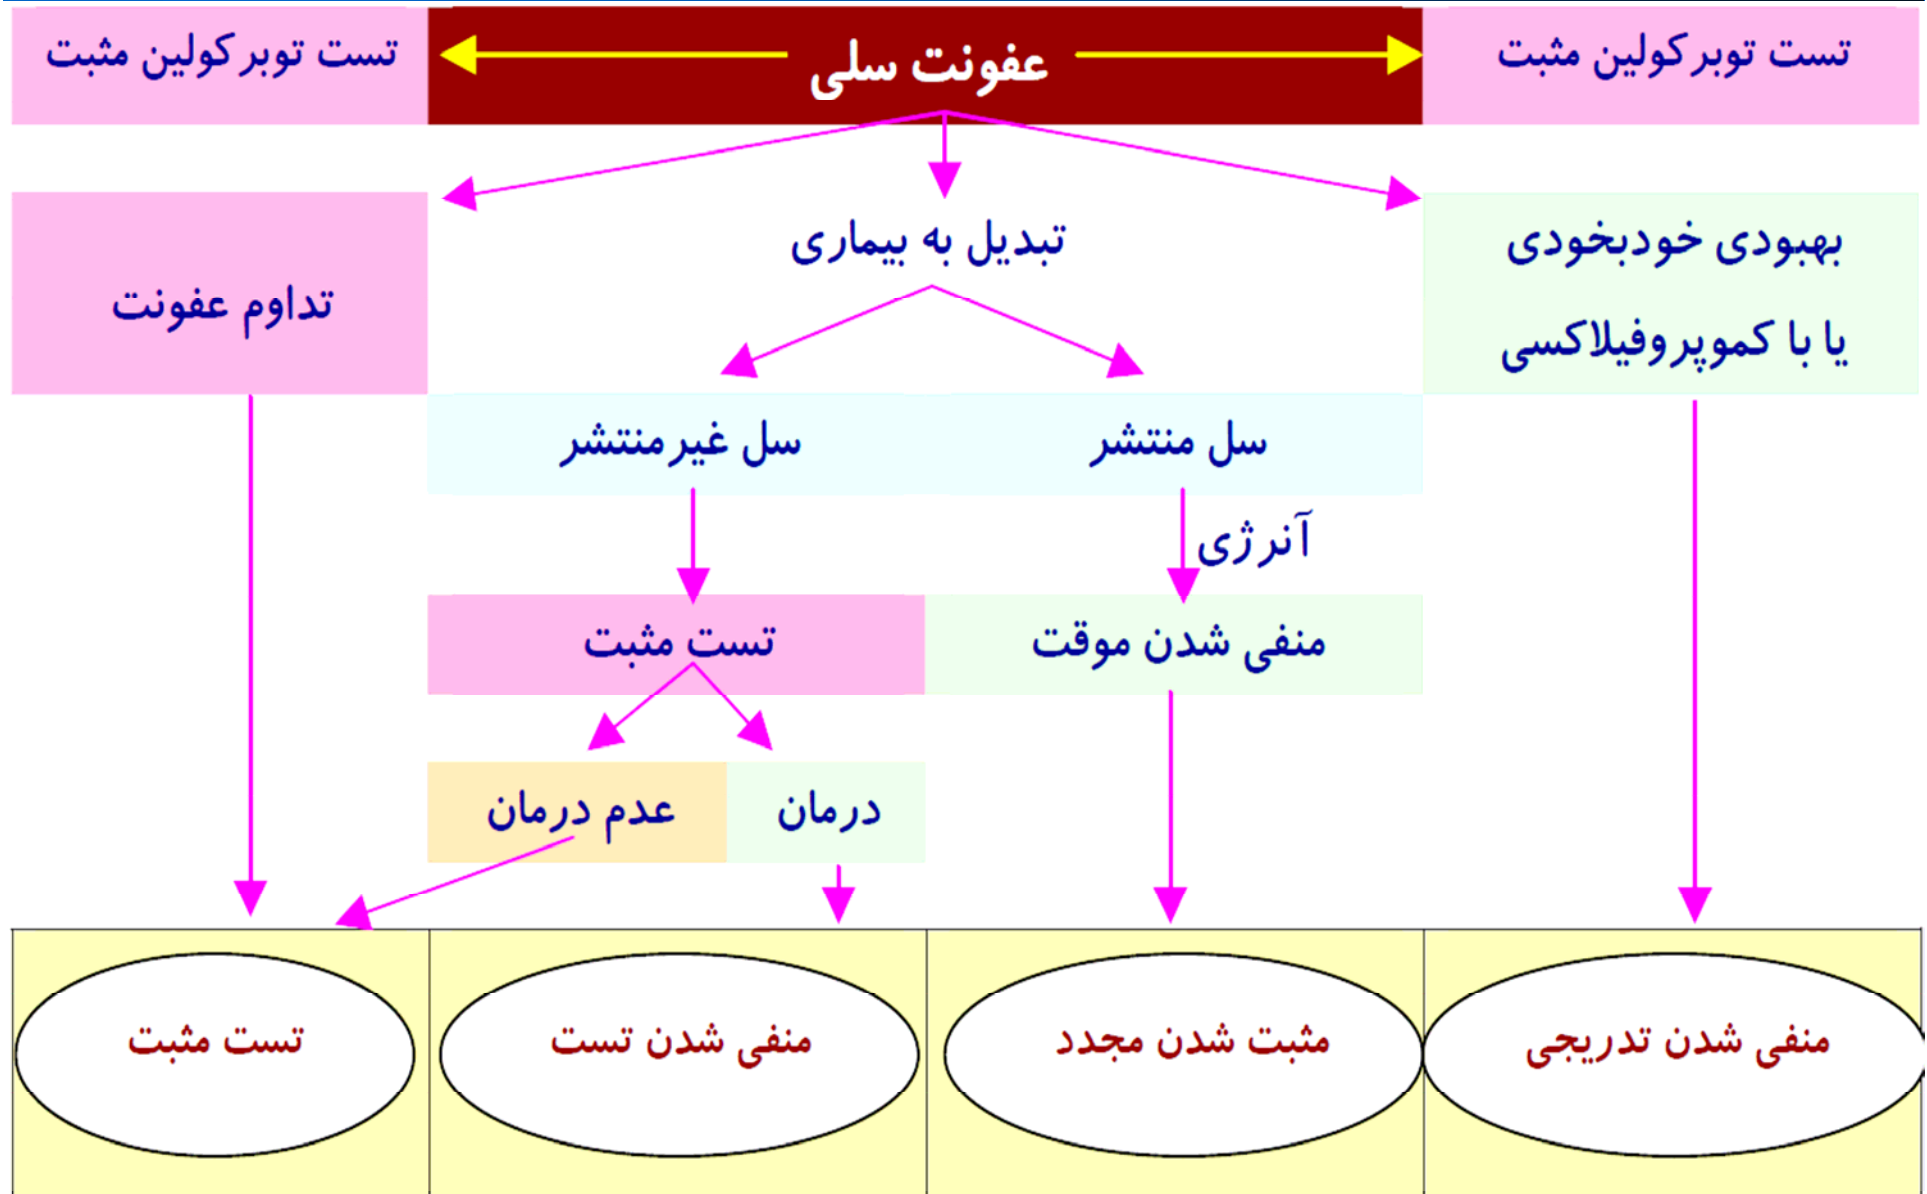 تست توبرکولین مثبت
عفونت سلی
تست توبرکولین مثبت
بهبودی خودبخودی
یا با کموپروفیلاکسی
تبدیل به بیماری
تداوم عفونت
سل منتشر
سل غیرمنتشر
آنرژی
منفی شدن موقت
تست مثبت
درمان
عدم درمان
منفی شدن تدریجی
مثبت شدن مجدد
منفی شدن تست
تست مثبت